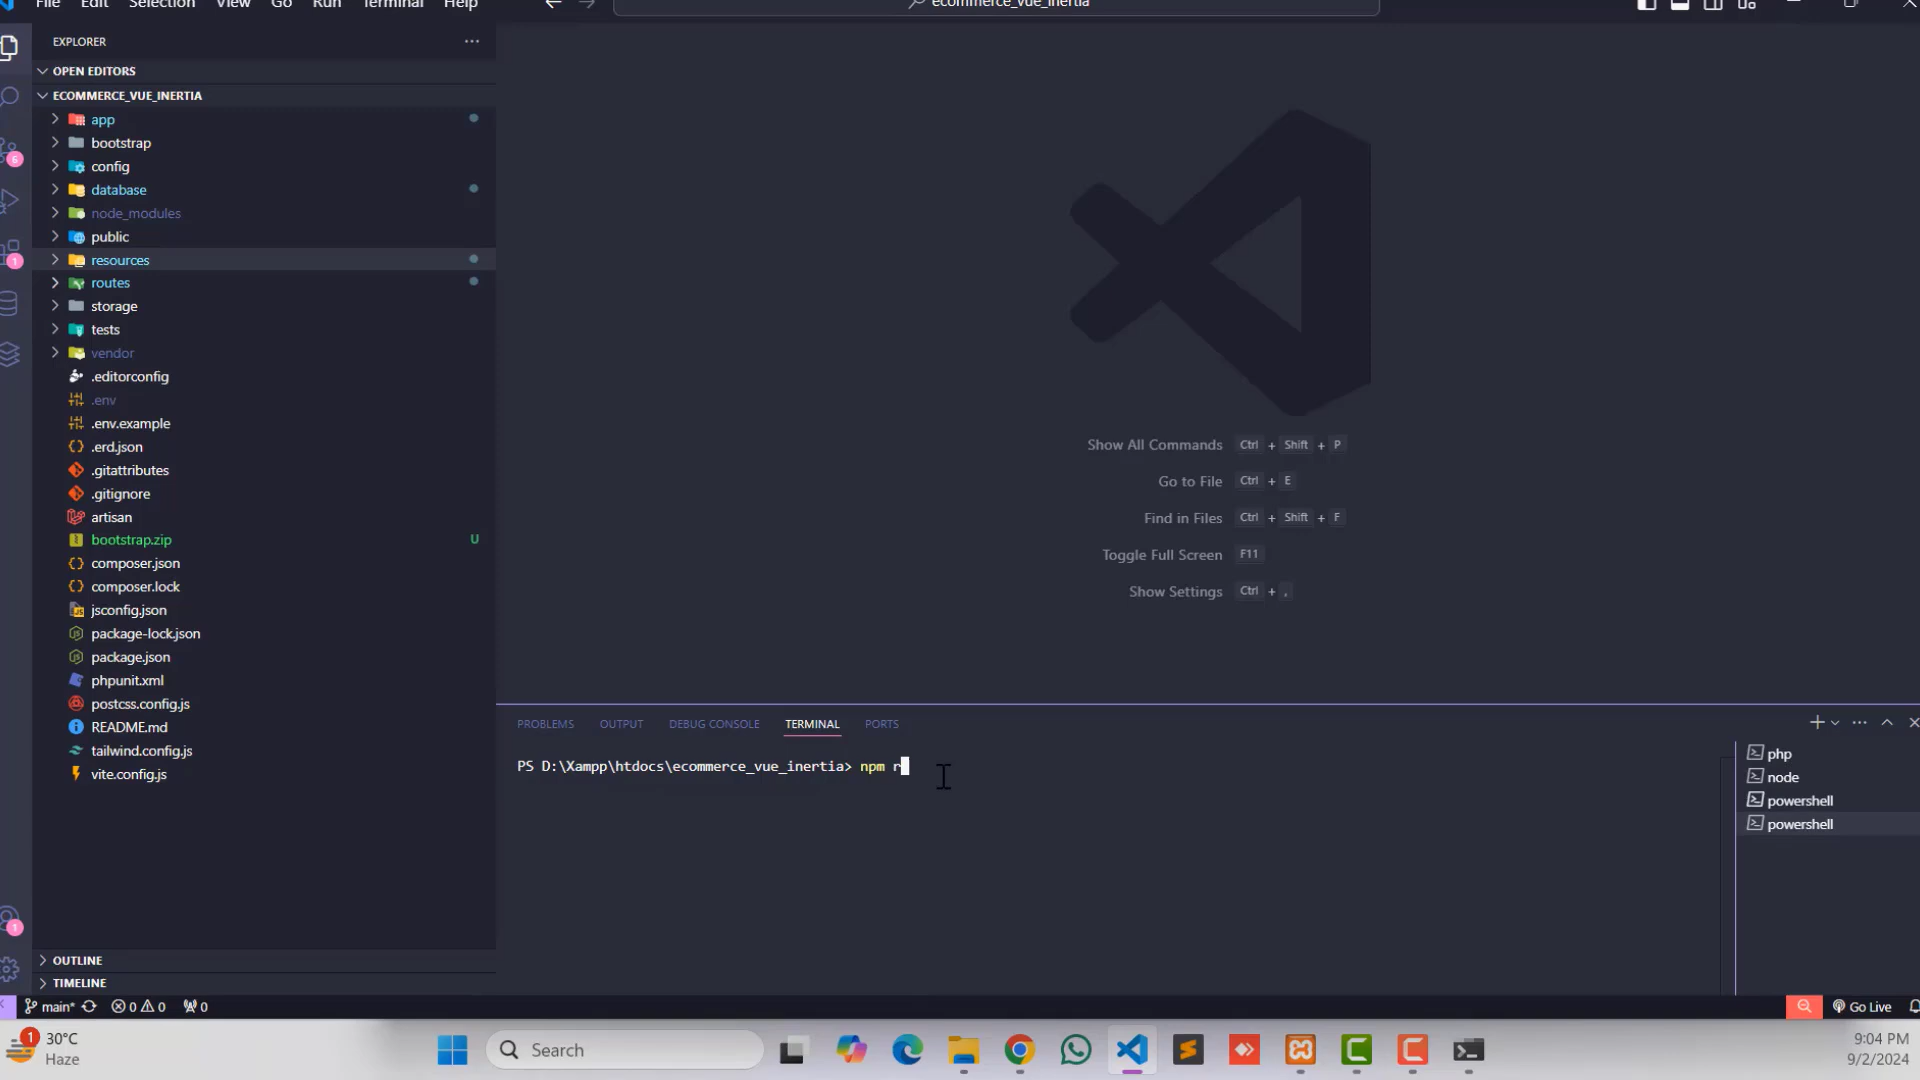 File Edit Selection View Go Run Terminal Help
ecommerce_vue_inertia
EXPLORER
OPEN EDITORS
ECOMMERCE_VUE_INERTIA
app
bootstrap
config
database
node_modules
public
resources
routes
storage
tests
vendor
.editorconfig
.env
.env.example
.erd.json
.gitattributes
.gitignore
artisan
bootstrap.zip U
composer.json
composer.lock
jsconfig.json
package-lock.json
package.json
phpunit.xml
postcss.config.js
README.md
tailwind.config.js
vite.config.js
OUTLINE
TIMELINE
6
1
1
Show All Commands Ctrl + Shift + P
Go to File Ctrl + E
Find in Files Ctrl + Shift + F
Toggle Full Screen F11
Show Settings Ctrl + ,
PROBLEMS OUTPUT DEBUG CONSOLE TERMINAL PORTS
PS D:\Xampp\htdocs\ecommerce_vue_inertia> npm r
php
node
powershell
powershell
main* 0 0 0
Go Live
1
30°C
Haze
Search
9:04 PM
9/2/2024